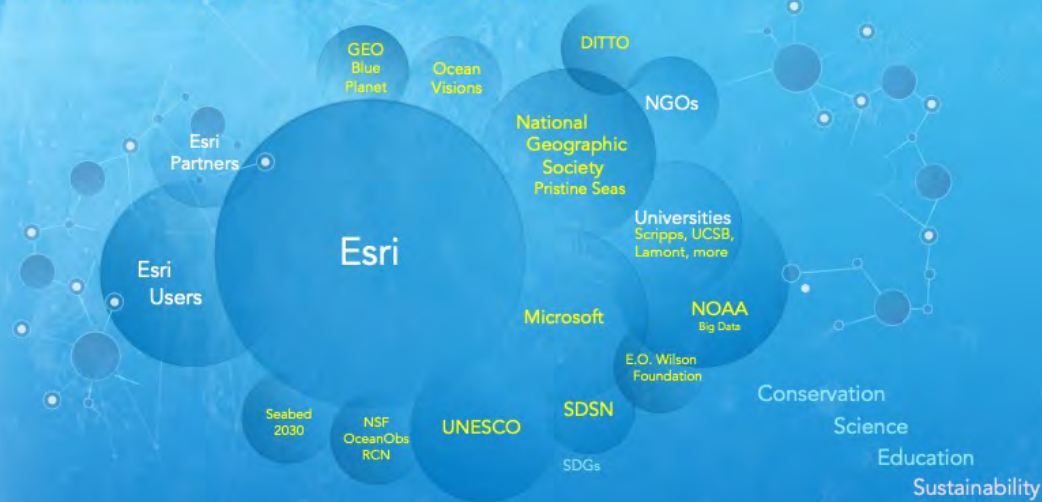 GEO
Blue
Planet
Ocean
Visions
DITTO
NGOs
Esri
Partners
National
Geographic
Society
Pristine Seas
Universities
Scripps, UCSB,
Lamont, more
Esri
Esri
Users
Microsoft
NOAA
Big Data
E.O. Wilson
Foundation
Seabed
2030
NSF
OceanObs
RCN
UNESCO
SDSN
SDGs
Conservation
Science
Education
Sustainability